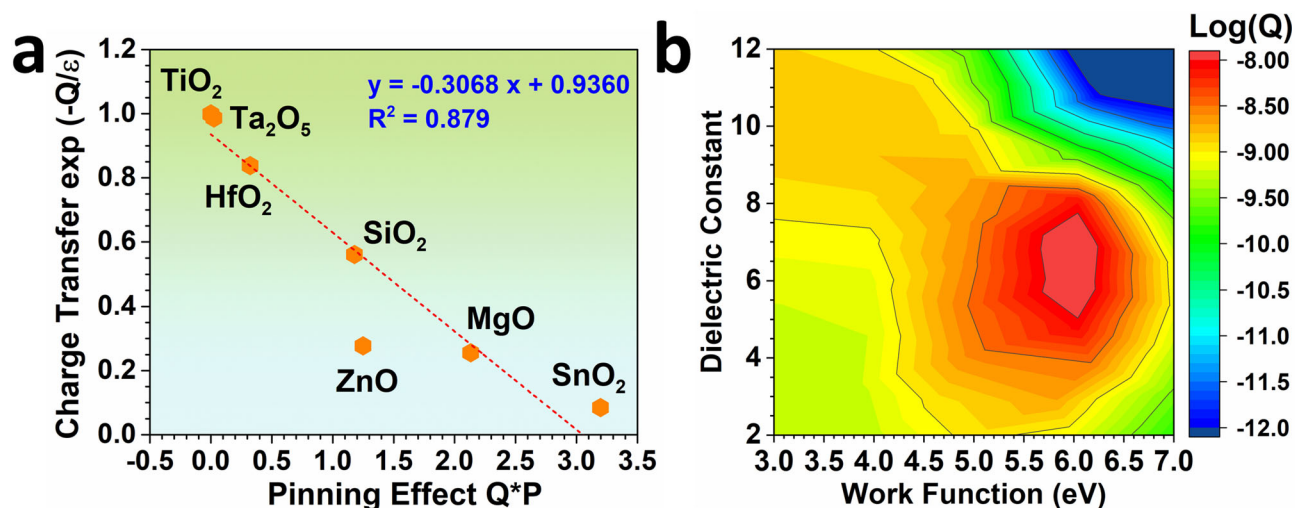 a
Charge Transfer exp (-Q/ε)
1.2
1.0
0.8
0.6
0.4
0.2
0.0
y = -0.3068 x + 0.9360
R² = 0.879
TiO₂
Ta₂O₅
HfO₂
SiO₂
MgO
ZnO
SnO₂
-0.5 0.0 0.5 1.0 1.5 2.0 2.5 3.0 3.5
Pinning Effect Q*P
b
Dielectric Constant
12
10
8
6
4
2
3.0 3.5 4.0 4.5 5.0 5.5 6.0 6.5 7.0
Work Function (eV)
Log(Q)
-8.00
-8.50
-9.00
-9.50
-10.0
-10.5
-11.0
-11.5
-12.0